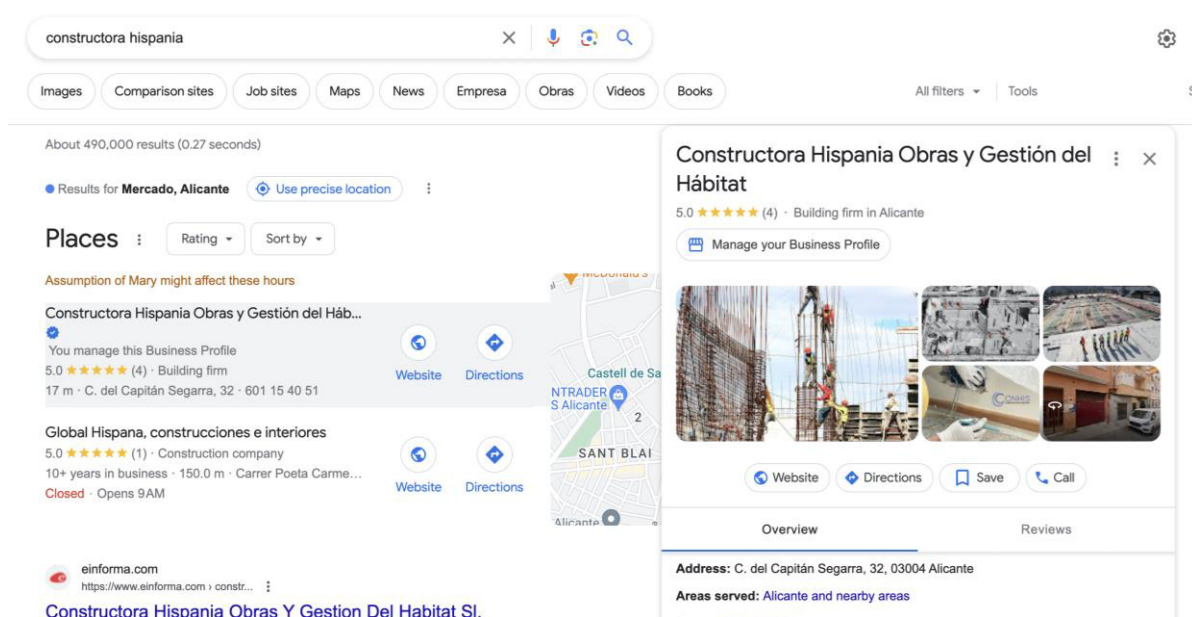 constructora hispania
Images
Comparison sites
Job sites
Maps
News
Empresa
Obras
Videos
Books
All filters
Tools
About 490,000 results (0.27 seconds)
Results for Mercado, Alicante
Use precise location
Places
Rating
Sort by
Assumption of Mary might affect these hours
Constructora Hispania Obras y Gestión del Háb...
You manage this Business Profile
5.0 ★★★★★ (4) · Building firm
17 m · C. del Capitán Segarra, 32 · 601 15 40 51
Website
Directions
Global Hispana, construcciones e interiores
5.0 ★★★★★ (1) · Construction company
10+ years in business · 150.0 m · Carrer Poeta Carme...
Closed · Opens 9AM
Website
Directions
McDonald's
Castell de Sa
NTRADER
S Alicante
2
SANT BLAI
Alicante
einforma.com
https://www.einforma.com › constr...
Constructora Hispania Obras Y Gestion Del Habitat Sl.
Constructora Hispania Obras y Gestión del
Hábitat
5.0 ★★★★★ (4) · Building firm in Alicante
Manage your Business Profile
CONHIS
Website
Directions
Save
Call
Overview
Reviews
Address: C. del Capitán Segarra, 32, 03004 Alicante
Areas served: Alicante and nearby areas